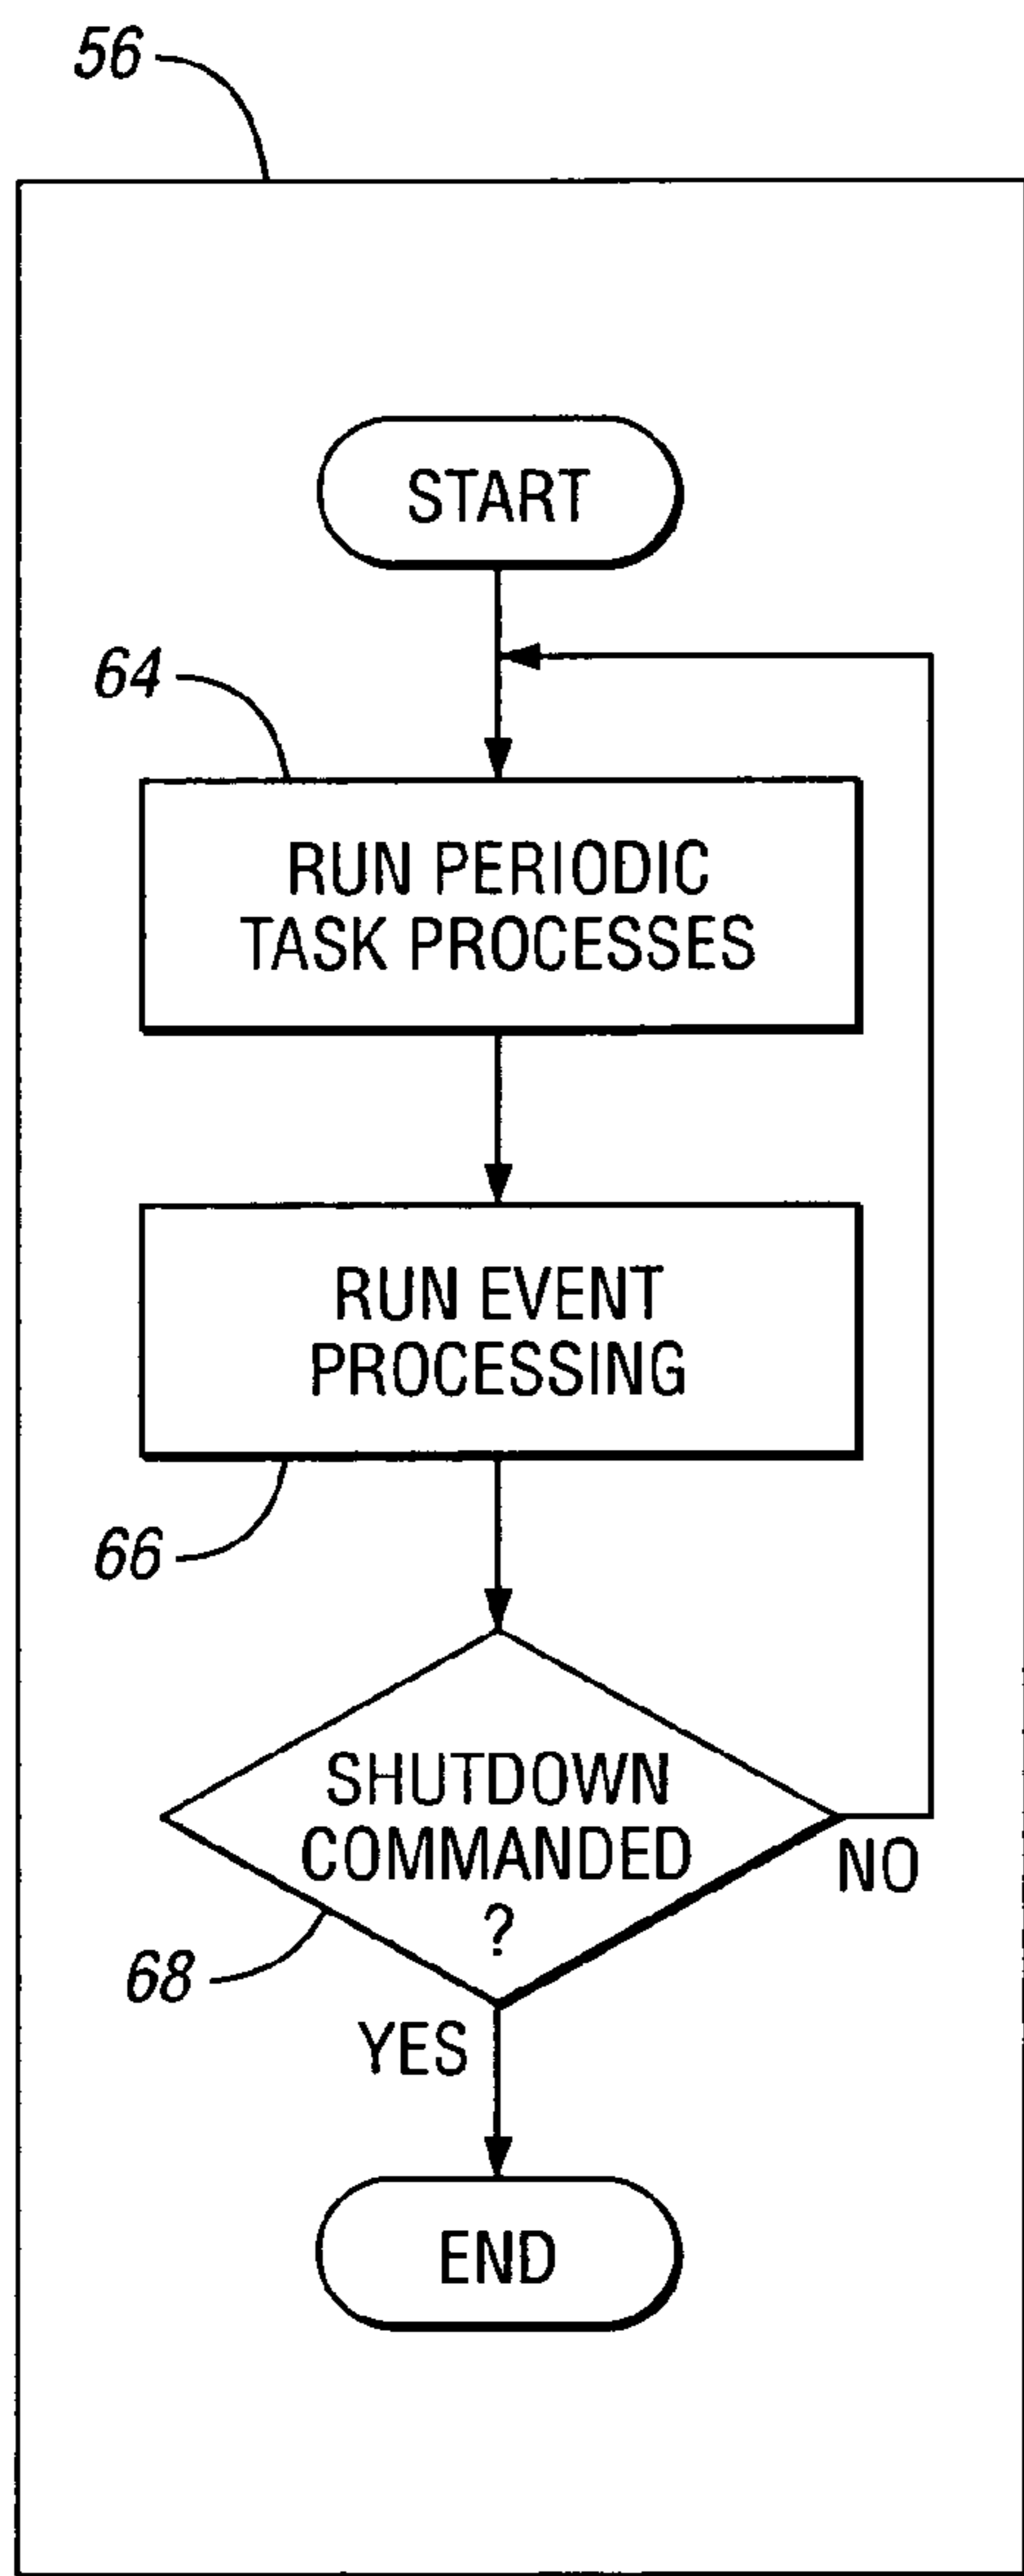 56
START
64
RUN PERIODIC
TASK PROCESSES
RUN EVENT
PROCESSING
66
SHUTDOWN
COMMANDED
?
NO
68
YES
END